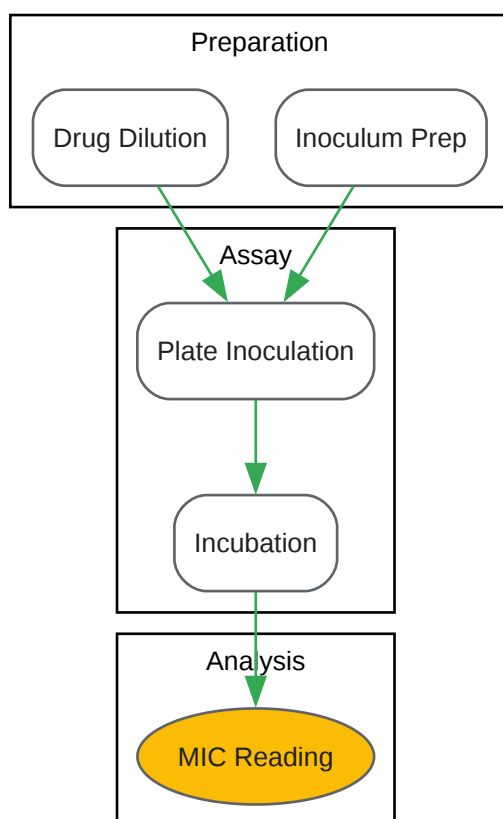 Preparation
Drug Dilution
Inoculum Prep
Assay
Plate Inoculation
Incubation
Analysis
MIC Reading